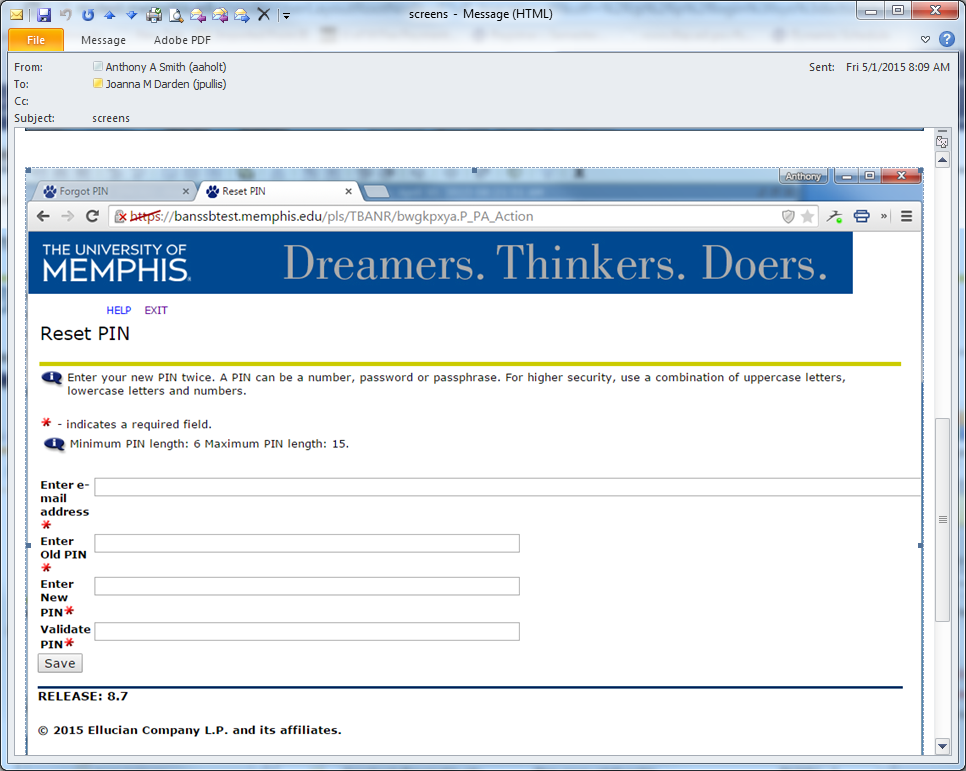 screens - Message (HTML)
File Message Adobe PDF
From: Anthony A Smith (aaholt) Sent: Fri 5/1/2015 8:09 AM
To: Joanna M Darden (jpullis)
Cc:
Subject: screens
Anthony
Forgot PIN Reset PIN
https://banssbtest.memphis.edu/pls/TBANR/bwgkpxya.P_PA_Action
THE UNIVERSITY OF
MEMPHIS.
Dreamers. Thinkers. Doers.
HELP EXIT
Reset PIN
Enter your new PIN twice. A PIN can be a number, password or passphrase. For higher security, use a combination of uppercase letters,
lowercase letters and numbers.
* - indicates a required field.
Minimum PIN length: 6 Maximum PIN length: 15.
Enter e-
mail
address
*
Enter
Old PIN
*
Enter
New
PIN*
Validate
PIN*
Save
RELEASE: 8.7
© 2015 Ellucian Company L.P. and its affiliates.